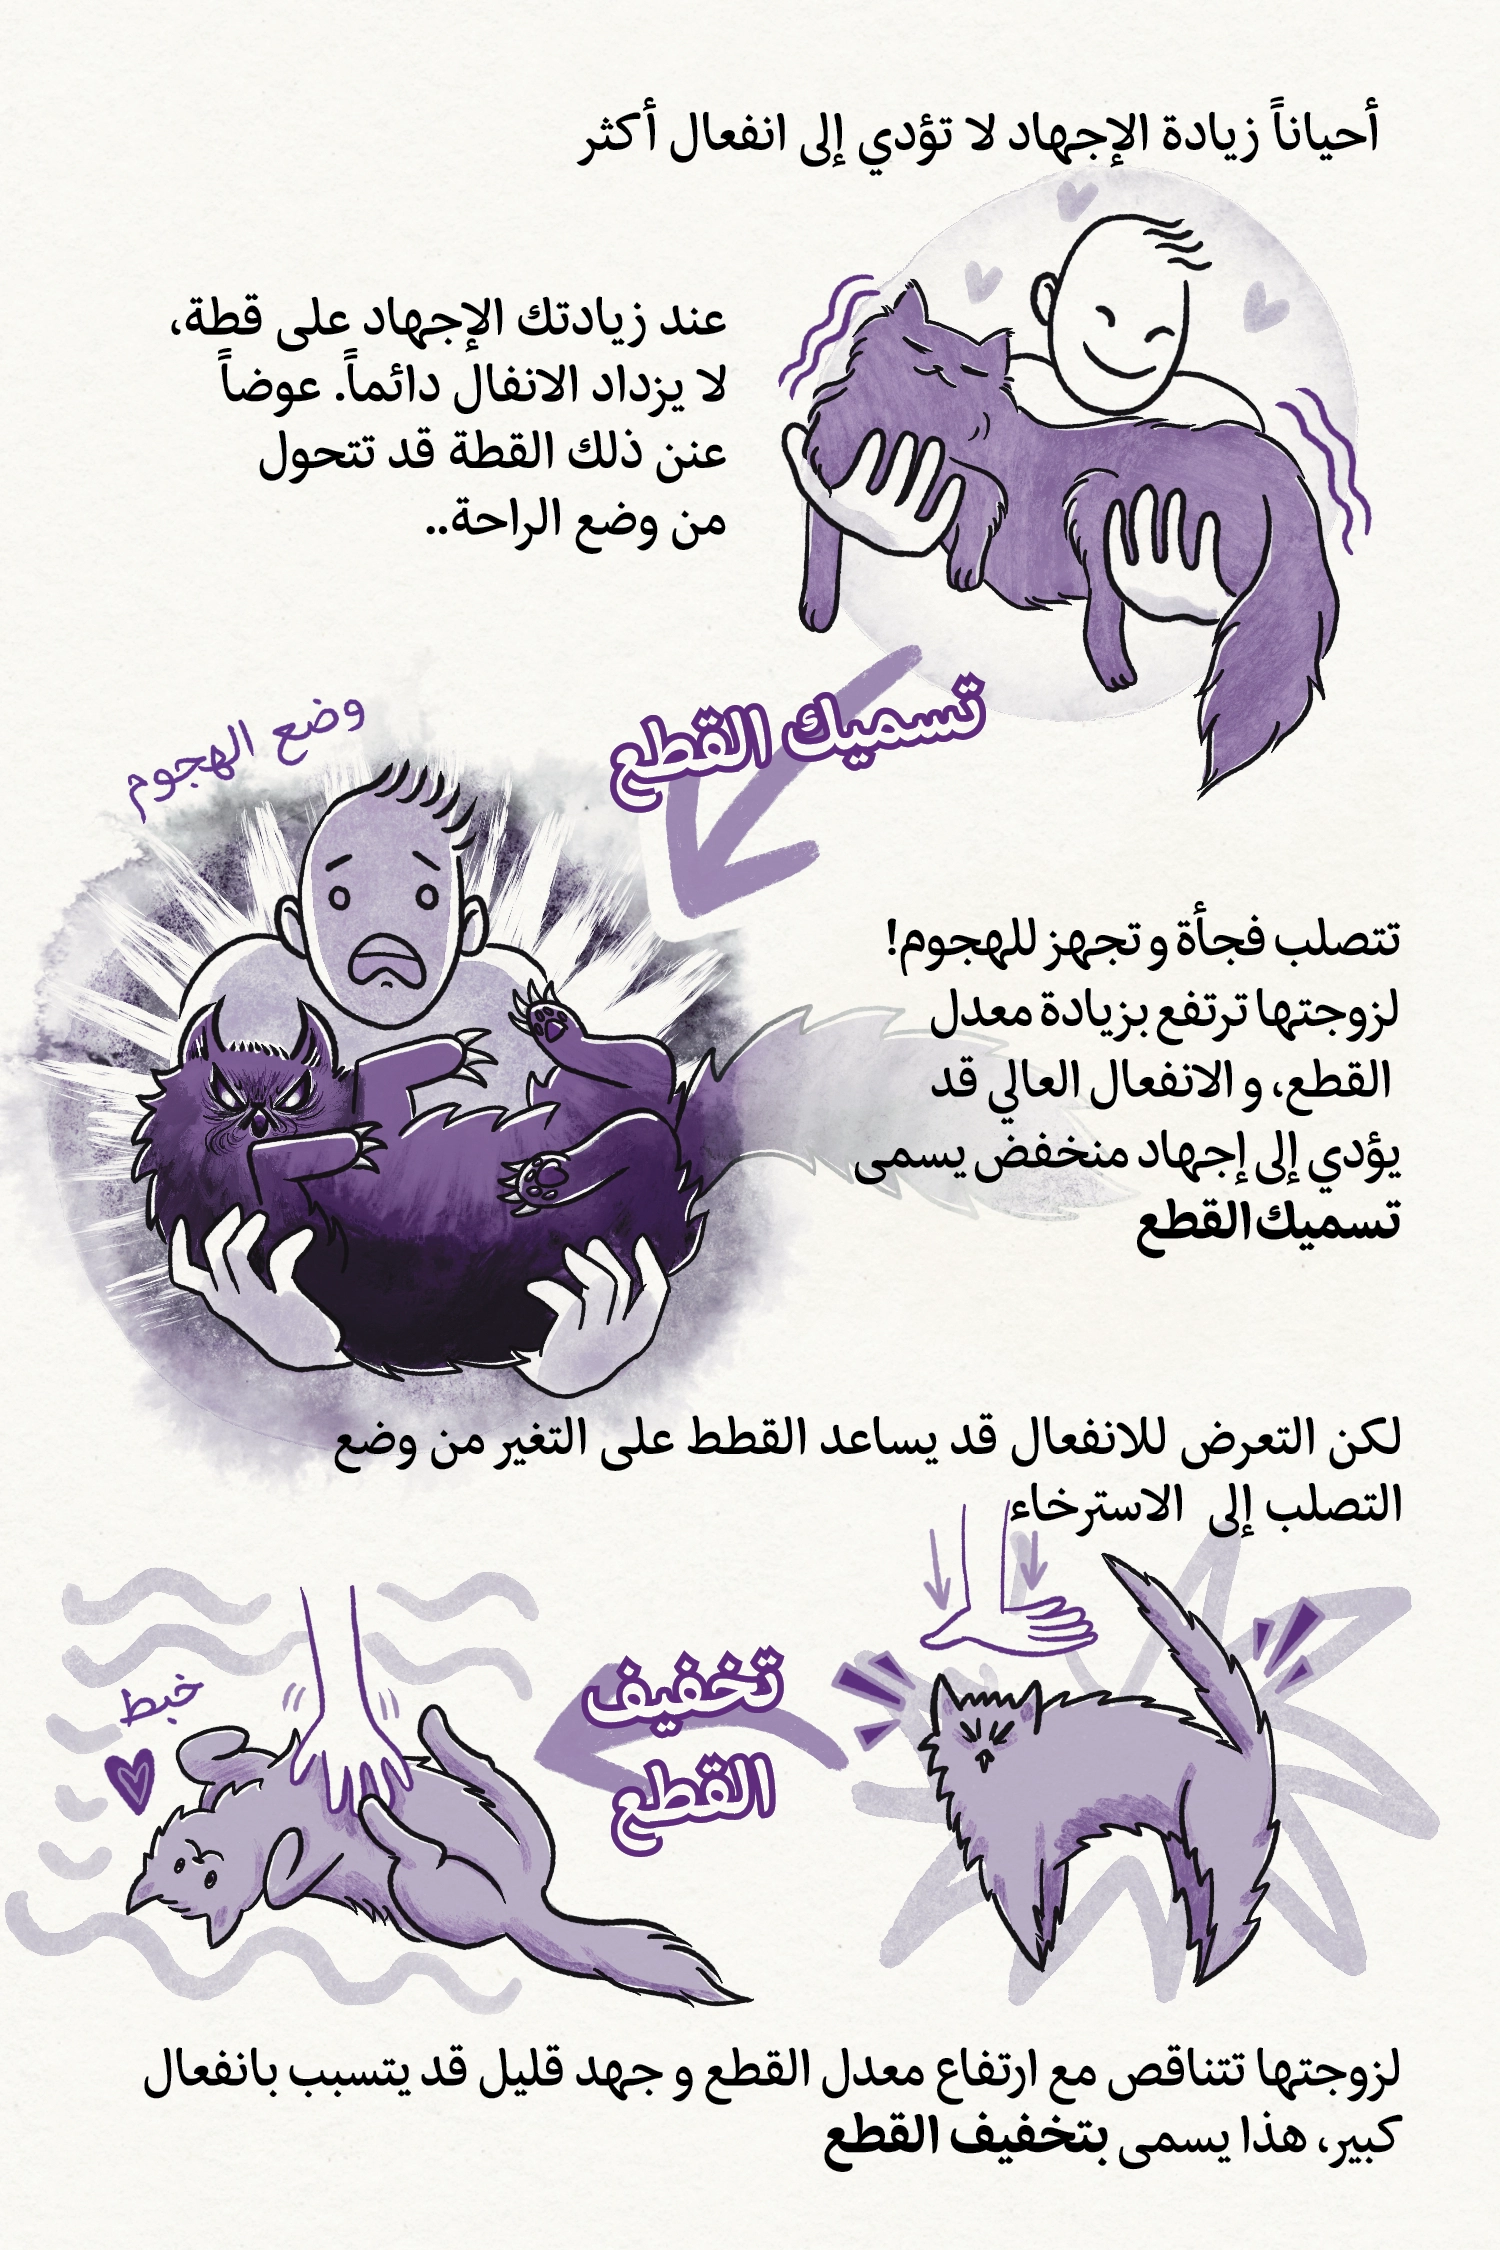 أحياناً زيادة الإجهاد لا تؤدي إلى انفعال أكثر
عند زيادتك الإجهاد على قطة،
لا يزداد الانفال دائماً. عوضاً
عنن ذلك القطة قد تتحول
من وضع الراحة..
تسميك القطع
وضع الهجوم
تتصلب فجأة و تجهز للهجوم!
لزوجتها ترتفع بزيادة معدل
القطع، و الانفعال العالي قد
يؤدي إلى إجهاد منخفض يسمى
تسميك القطع
لكن التعرض للانفعال قد يساعد القطط على التغير من وضع
التصلب إلى الاسترخاء
تخفيف
القطع
خبط
لزوجتها تتناقص مع ارتفاع معدل القطع و جهد قليل قد يتسبب بانفعال
كبير، هذا يسمى بتخفيف القطع